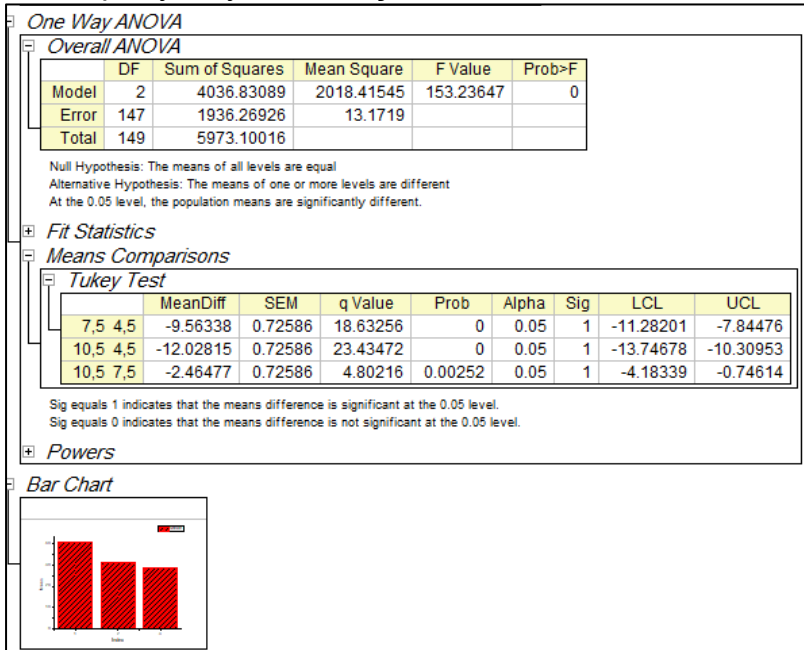 One Way ANOVA
Overall ANOVA
DF Sum of Squares Mean Square F Value Prob>F
Model 2 4036.83089 2018.41545 153.23647 0
Error 147 1936.26926 13.1719
Total 149 5973.10016
Null Hypothesis: The means of all levels are equal
Alternative Hypothesis: The means of one or more levels are different
At the 0.05 level, the population means are significantly different.
Fit Statistics
Means Comparisons
Tukey Test
MeanDiff SEM q Value Prob Alpha Sig LCL UCL
7,5 4,5 -9.56338 0.72586 18.63256 0 0.05 1 -11.28201 -7.84476
10,5 4,5 -12.02815 0.72586 23.43472 0 0.05 1 -13.74678 -10.30953
10,5 7,5 -2.46477 0.72586 4.80216 0.00252 0.05 1 -4.18339 -0.74614
Sig equals 1 indicates that the means difference is significant at the 0.05 level.
Sig equals 0 indicates that the means difference is not significant at the 0.05 level.
Powers
Bar Chart